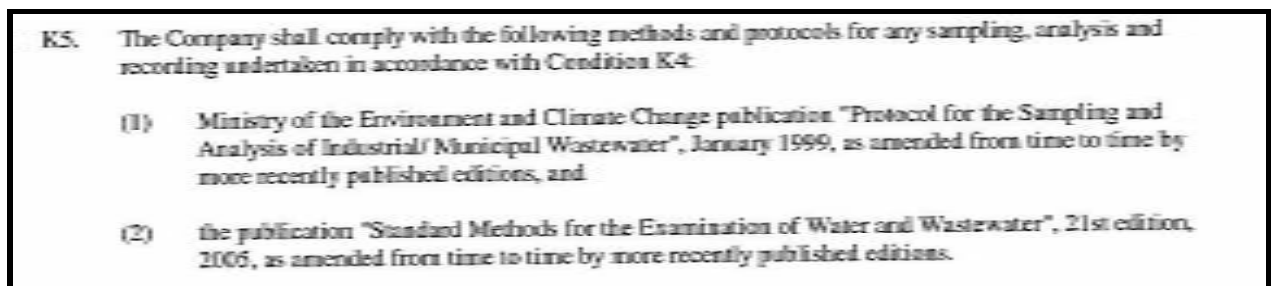 K5. The Company shall comply with the following methods and protocols for any sampling, analysis and
recording undertaken in accordance with Condition K4:
(1) Ministry of the Environment and Climate Change publication "Protocol for the Sampling and
Analysis of Industrial/ Municipal Wastewater", January 1999, as amended from time to time by
more recently published editions, and
(2) the publication "Standard Methods for the Examination of Water and Wastewater", 21st edition,
2005, as amended from time to time by more recently published editions.